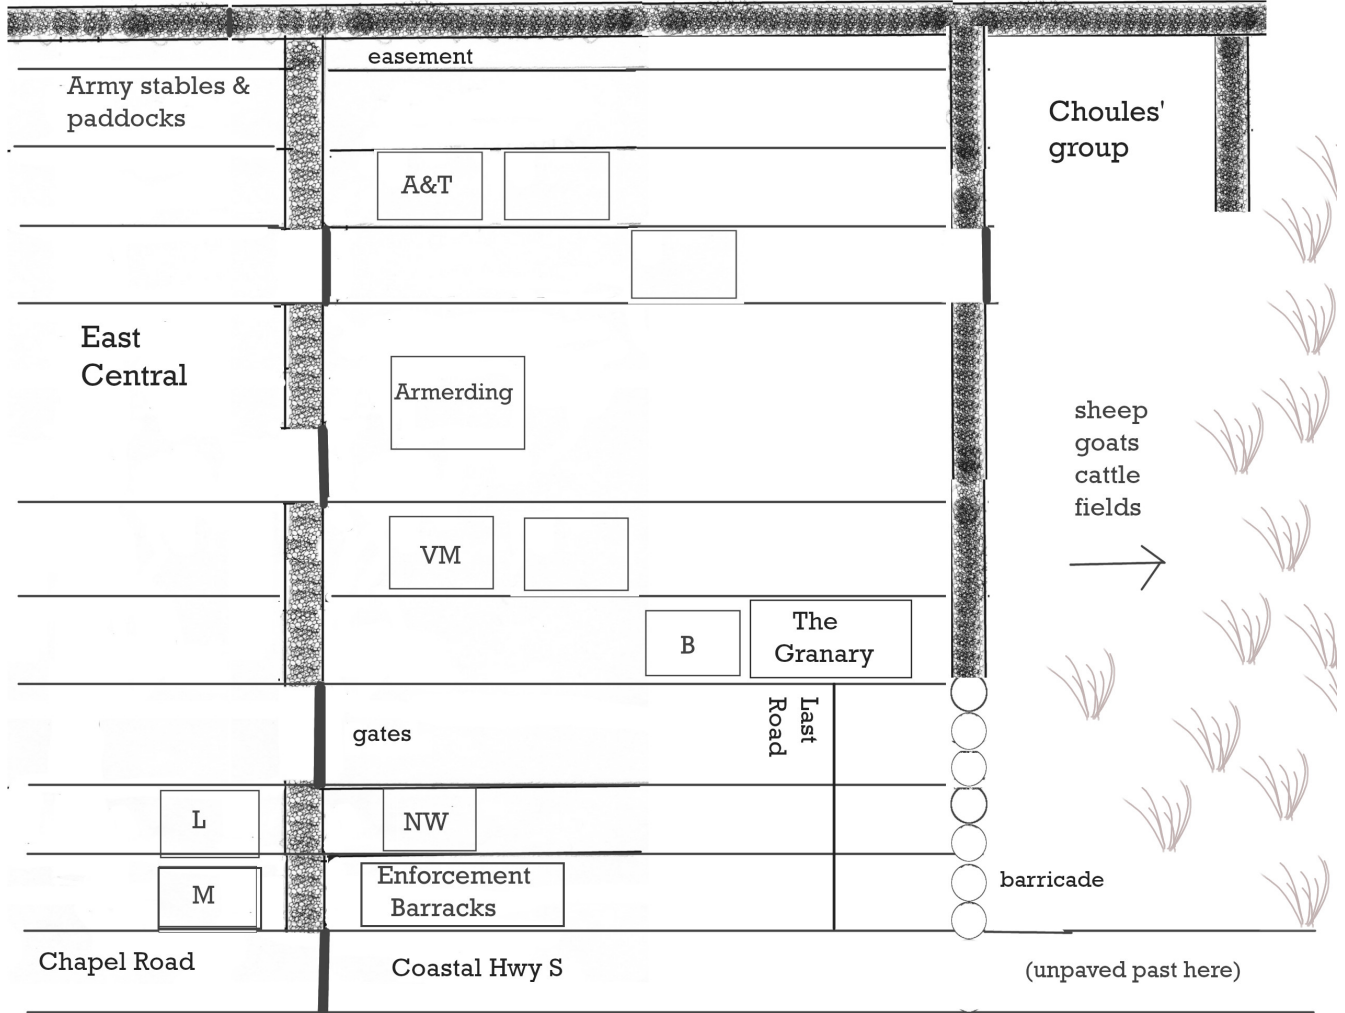 easement
Army stables &
paddocks
Choules'
group
A&T
East
Central
Armerding
sheep
goats
cattle
fields
VM
B
The
Granary
Last
Road
gates
L
NW
M
Enforcement
Barracks
barricade
Chapel Road
Coastal Hwy S
(unpaved past here)